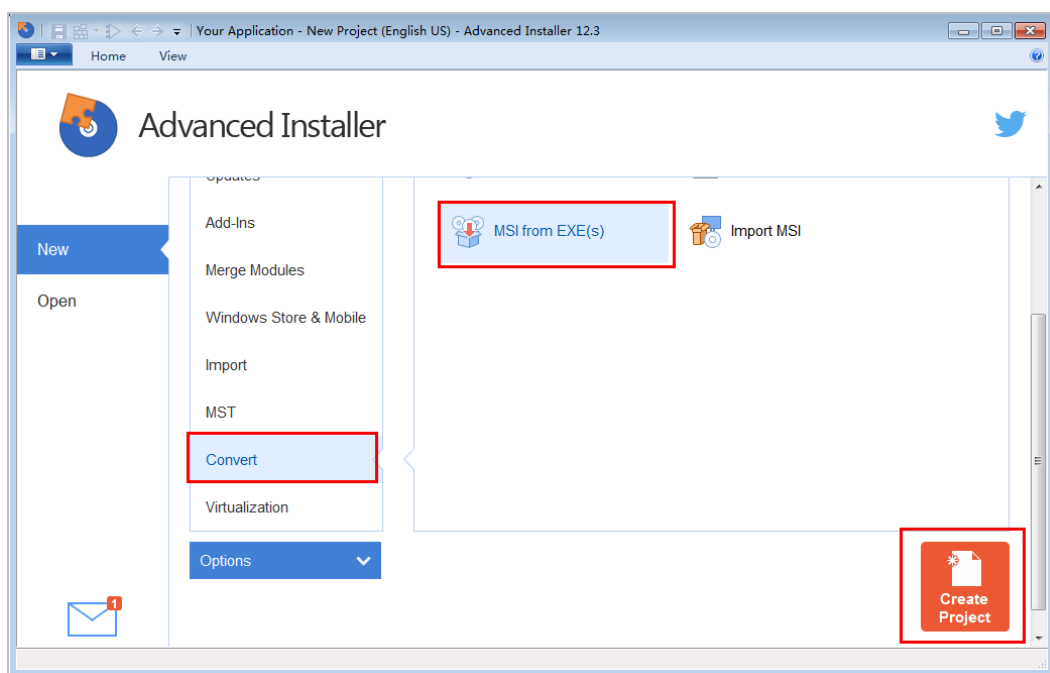 Your Application - New Project (English US) - Advanced Installer 12.3
Home View
Advanced Installer
Updates
New
Open
Add-Ins
Merge Modules
Windows Store & Mobile
Import
MST
Convert
Virtualization
Options
MSI from EXE(s)
Import MSI
1
Create
Project